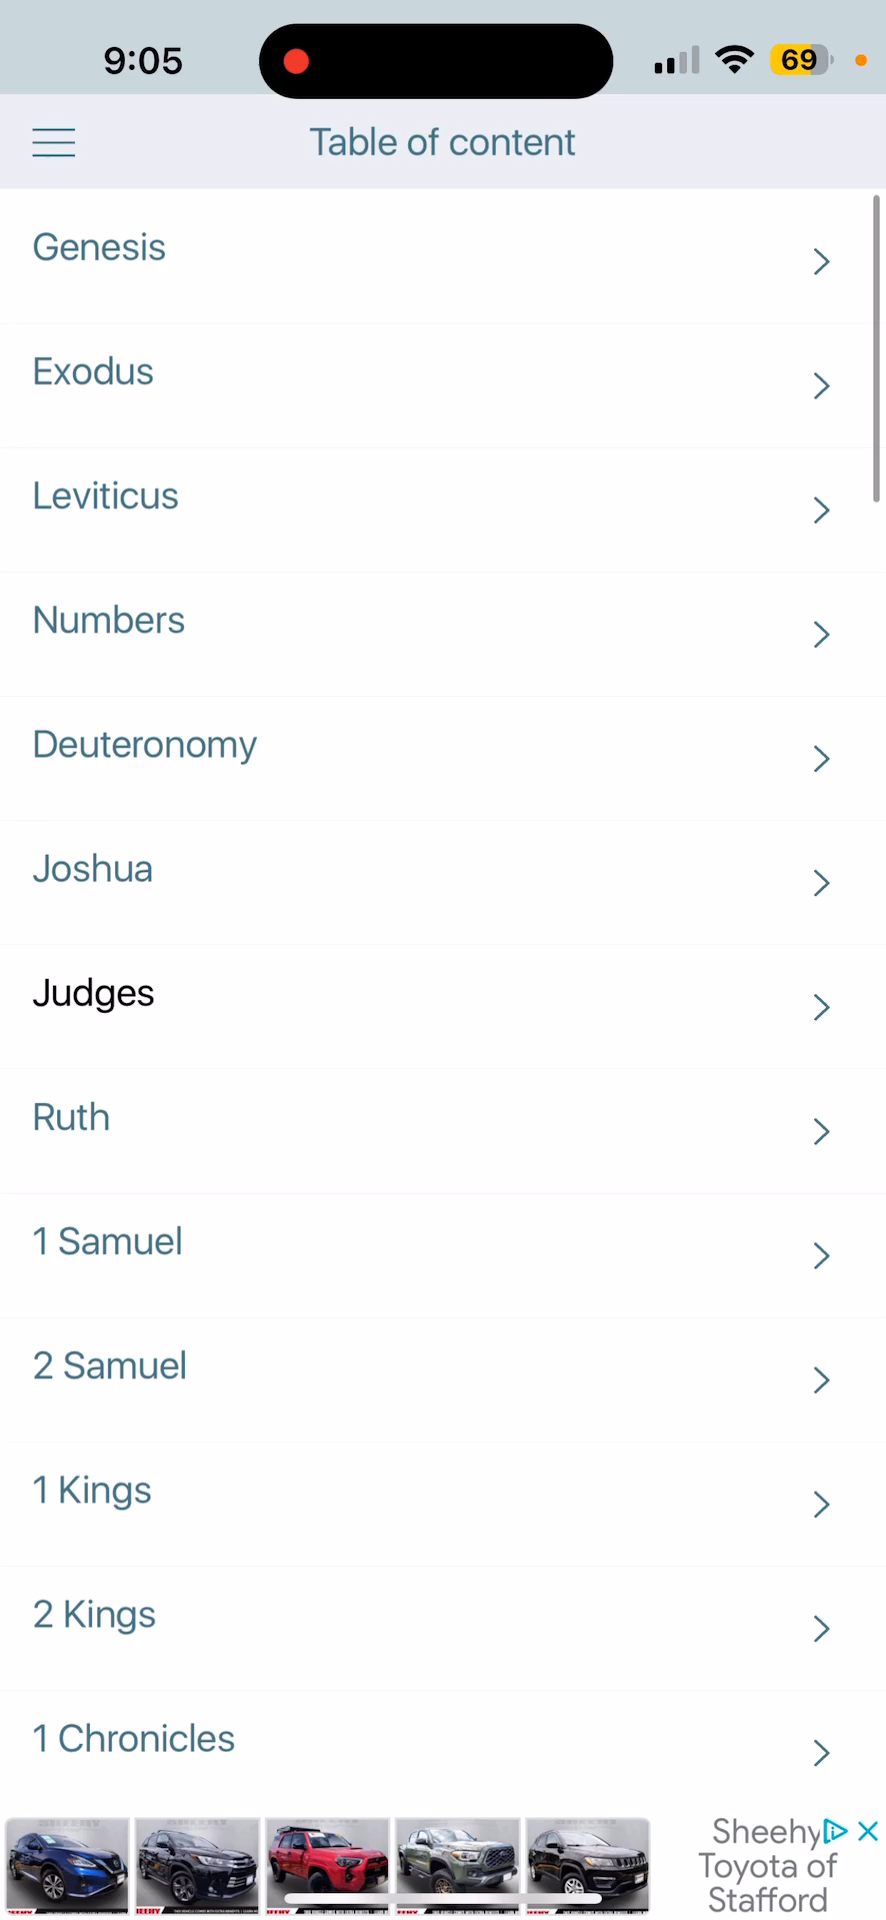 9:05
69
Table of content
Genesis
Exodus
Leviticus
Numbers
Deuteronomy
Joshua
Judges
Ruth
1 Samuel
2 Samuel
1 Kings
2 Kings
1 Chronicles
Sheehy
Toyota of
Stafford